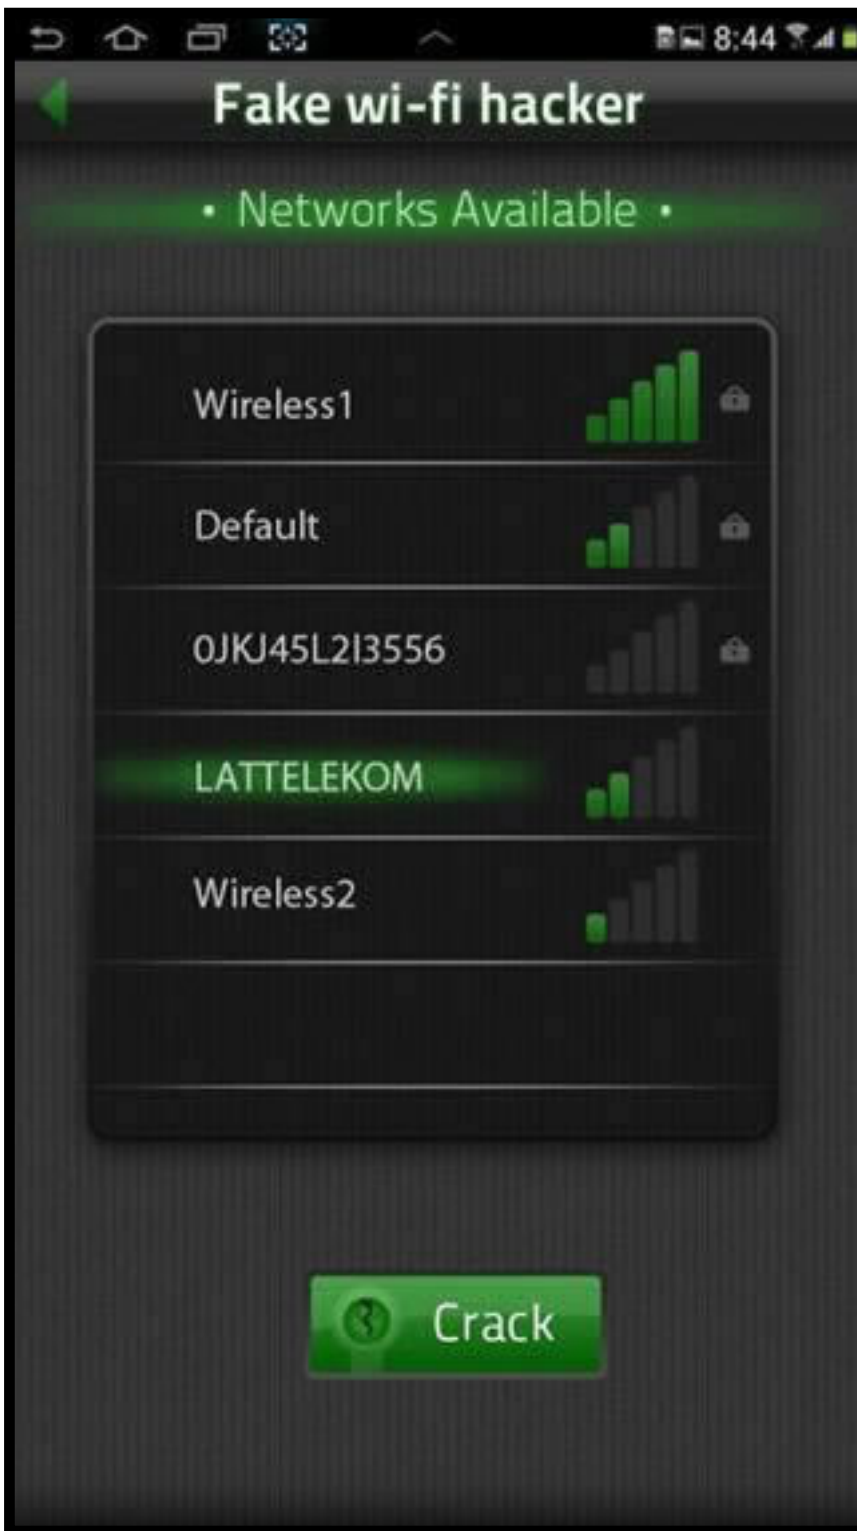 8:44
Fake wi-fi hacker
• Networks Available •
Wireless1
Default
0JKJ45L2I3556
LATTELEKOM
Wireless2
Crack